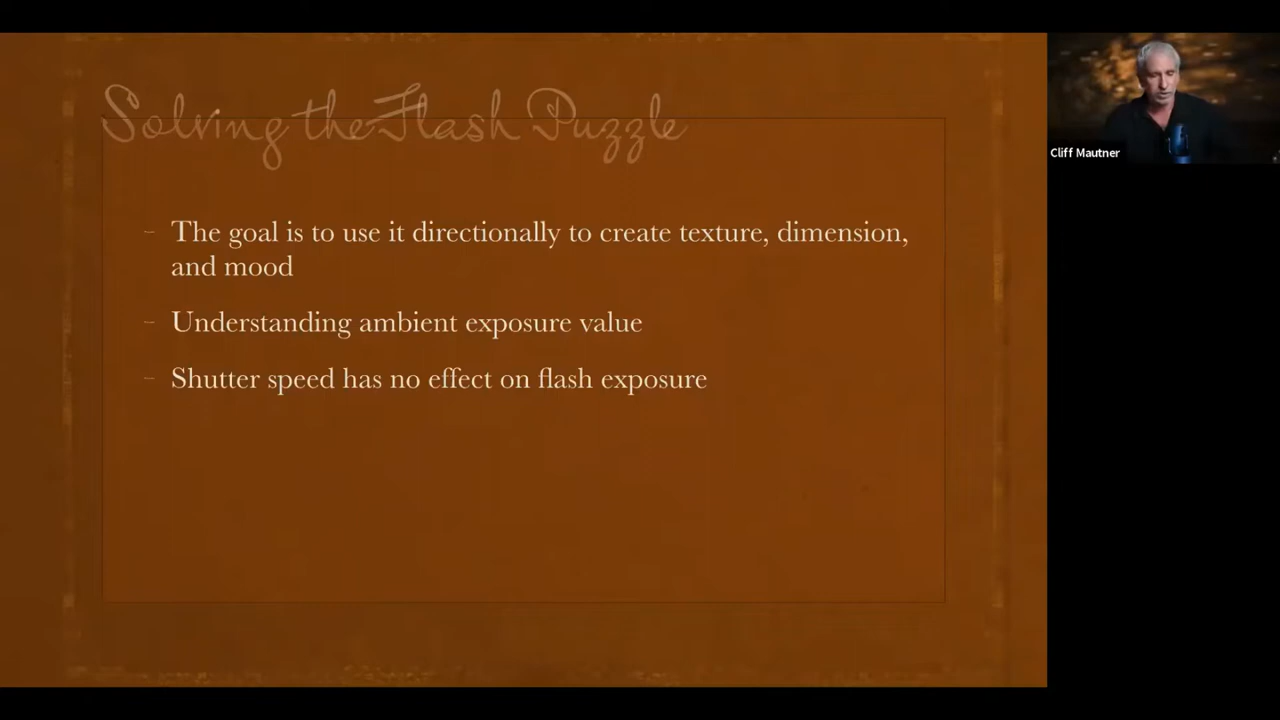 Solving the Flash Puzzle
Cliff Mautner
- The goal is to use it directionally to create texture, dimension,
and mood
- Understanding ambient exposure value
- Shutter speed has no effect on flash exposure